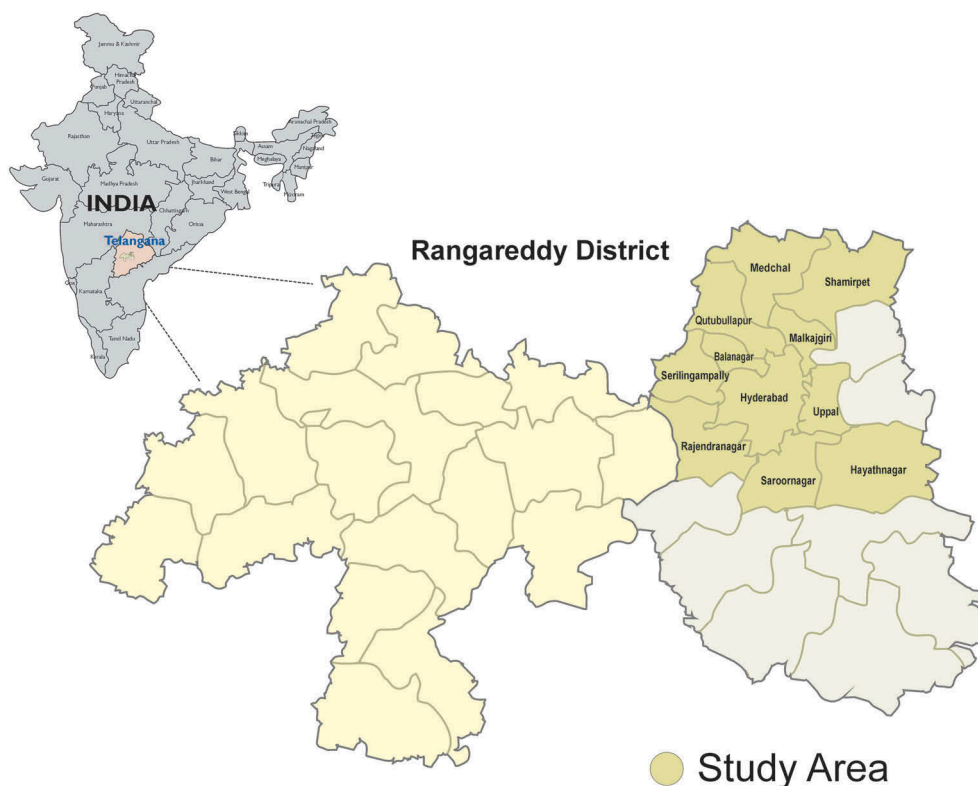 Jammu & Kashmir
Himachal
Pradesh
Punjab
Uttaranchal
Haryana
Rajasthan
Uttar Pradesh
Sikkim
Arunachal Pradesh
Assam
Nagaland
Meghalaya
Manipur
Bihar
Tripura
Mizoram
Gujarat
Madhya Pradesh
Jharkhand
West Bengal
INDIA
Chhattisgarh
Orissa
Maharashtra
Telangana
Goa
Karnataka
Tamil Nadu
Kerala
Rangareddy District
Medchal
Shamirpet
Qutubullapur
Malkajgiri
Balanagar
Serilingampally
Hyderabad
Uppal
Rajendranagar
Saroornagar
Hayathnagar
Study Area